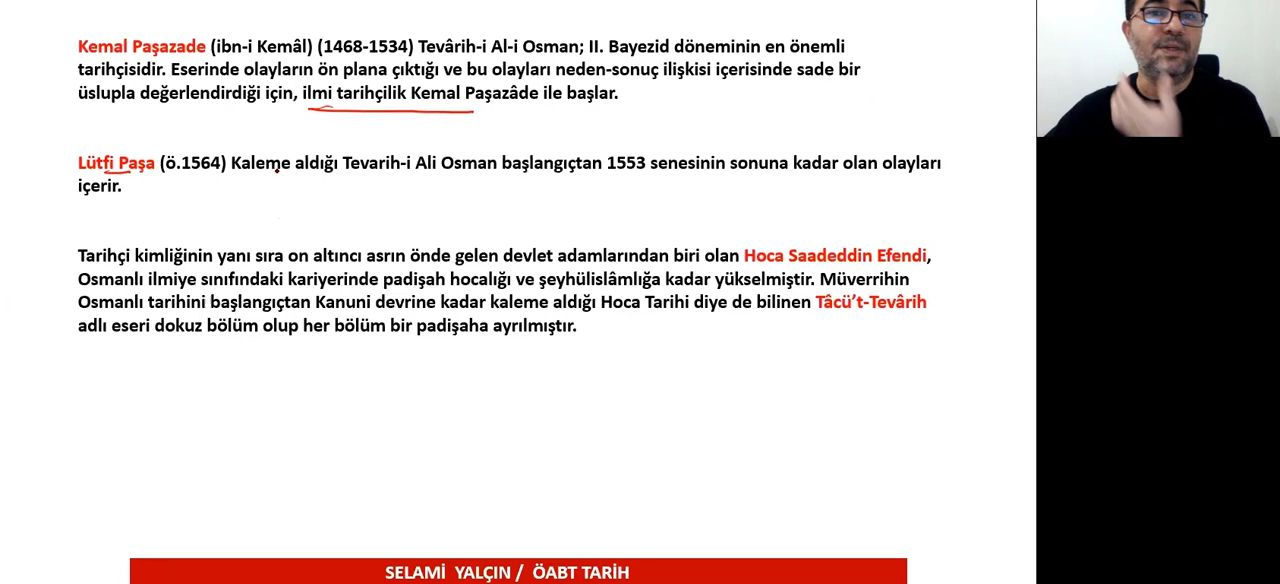 Kemal Paşazade (ibn-i Kemâl) (1468-1534) Tevârih-i Al-i Osman; II. Bayezid döneminin en önemli
tarihçisidir. Eserinde olayların ön plana çıktığı ve bu olayları neden-sonuç ilişkisi içerisinde sade bir
üslupla değerlendirdiği için, ilmi tarihçilik Kemal Paşazâde ile başlar.
Lütfi Paşa (ö.1564) Kaleme aldığı Tevarih-i Ali Osman başlangıçtan 1553 senesinin sonuna kadar olan olayları
içerir.
Tarihçi kimliğinin yanı sıra on altıncı asrın önde gelen devlet adamlarından biri olan Hoca Saadeddin Efendi,
Osmanlı ilmiye sınıfındaki kariyerinde padişah hocalığı ve şeyhülislâmlığa kadar yükselmiştir. Müverrihin
Osmanlı tarihini başlangıçtan Kanuni devrine kadar kaleme aldığı Hoca Tarihi diye de bilinen Tâcü’t-Tevârih
adlı eseri dokuz bölüm olup her bölüm bir padişaha ayrılmıştır.
SELAMİ YALÇIN / ÖABT TARİH